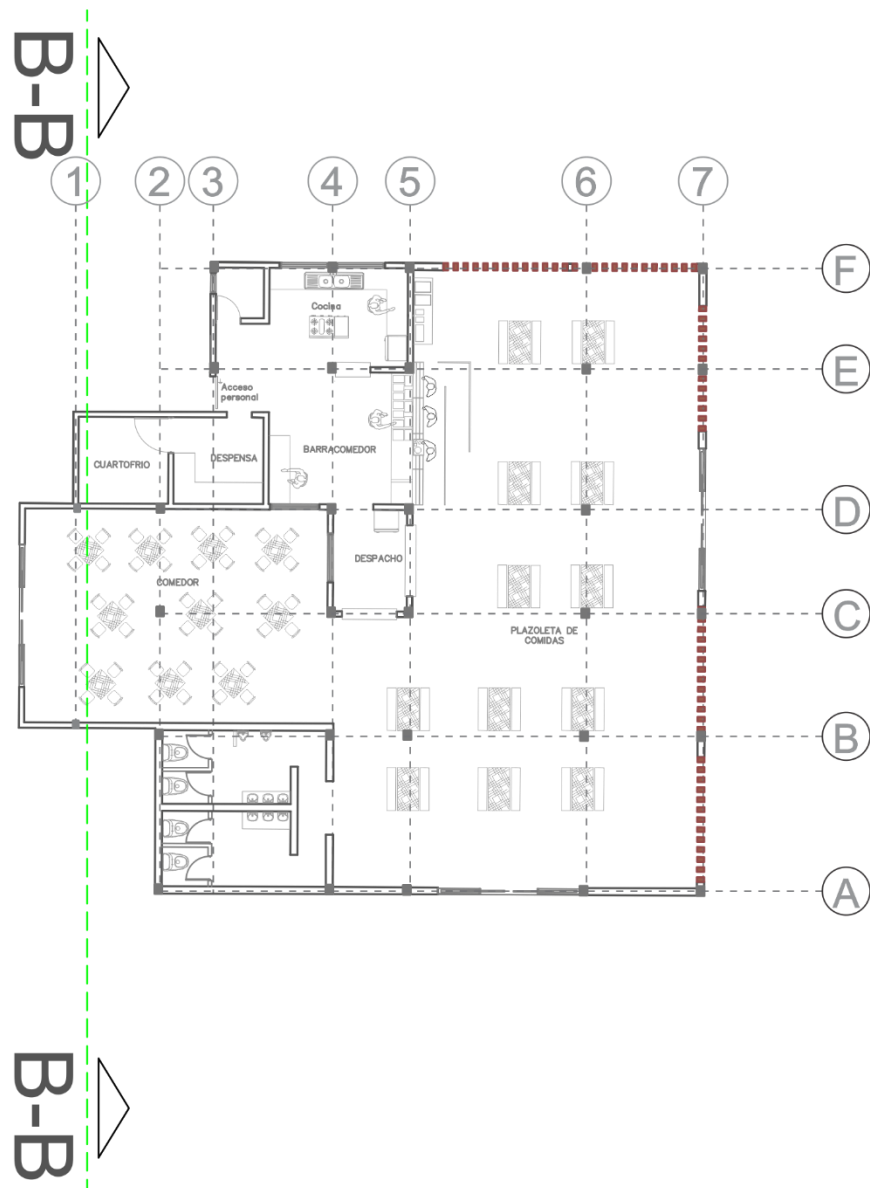 B-B
1 2 3 4 5 6 7
F
Cocina
E
Acceso
personal
BARRACOMEDOR
DESPENSA
CUARTOFRIO
D
DESPACHO
COMEDOR
C
PLAZOLETA DE
COMIDAS
B
A
B-B